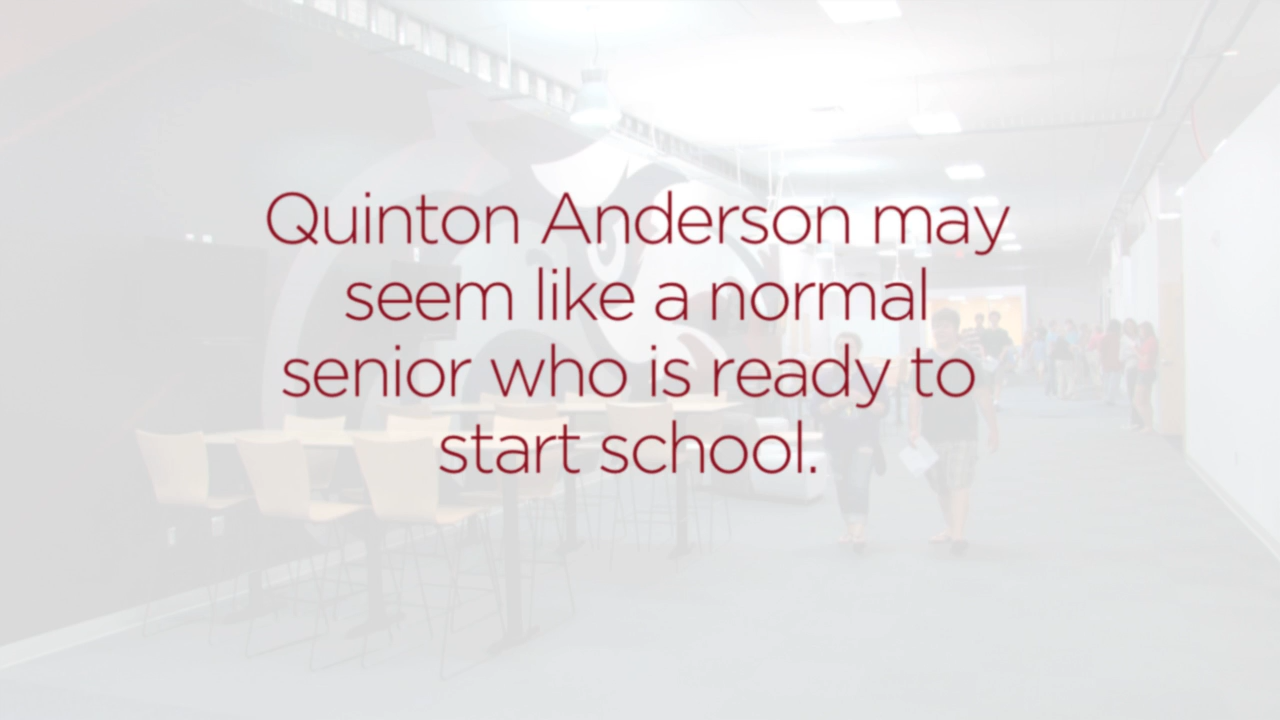 Quinton Anderson may
seem like a normal
senior who is ready to
start school.